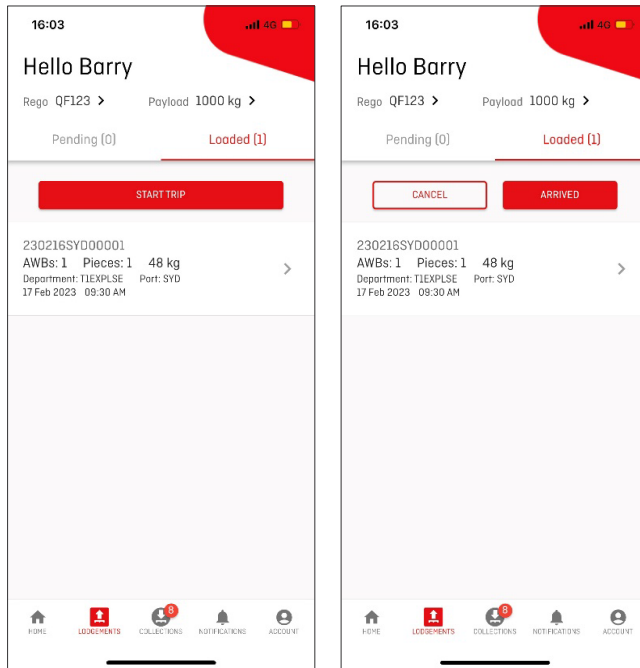 16:03 4G
Hello Barry
Rego QF123 > Payload 1000 kg >
Pending (0) Loaded (1)
START TRIP
230216SYD00001
AWBs: 1 Pieces: 1 48 kg
Department: T1EXPLSE Port: SYD
17 Feb 2023 09:30 AM
8
HOME LODGEMENTS COLLECTIONS NOTIFICATIONS ACCOUNT
16:03 4G
Hello Barry
Rego QF123 > Payload 1000 kg >
Pending (0) Loaded (1)
CANCEL ARRIVED
230216SYD00001
AWBs: 1 Pieces: 1 48 kg
Department: T1EXPLSE Port: SYD
17 Feb 2023 09:30 AM
8
HOME LODGEMENTS COLLECTIONS NOTIFICATIONS ACCOUNT